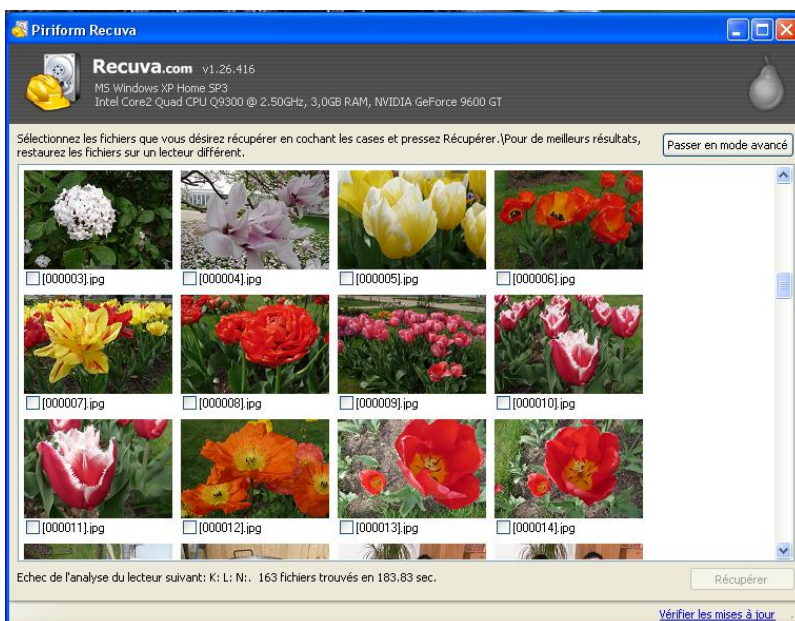 Piriform Recuva
Recuva.com v1.26.416
MS Windows XP Home SP3
Intel Core2 Quad CPU Q9300 @ 2.50GHz, 3,0GB RAM, NVIDIA GeForce 9600 GT
Sélectionnez les fichiers que vous désirez récupérer en cochant les cases et pressez Récupérer.\Pour de meilleurs résultats,
restaurez les fichiers sur un lecteur différent.
Passer en mode avancé
[000003].jpg
[000004].jpg
[000005].jpg
[000006].jpg
[000007].jpg
[000008].jpg
[000009].jpg
[000010].jpg
[000011].jpg
[000012].jpg
[000013].jpg
[000014].jpg
Echec de l'analyse du lecteur suivant: K: L: N:. 163 fichiers trouvés en 183.83 sec.
Récupérer
Vérifier les mises à jour